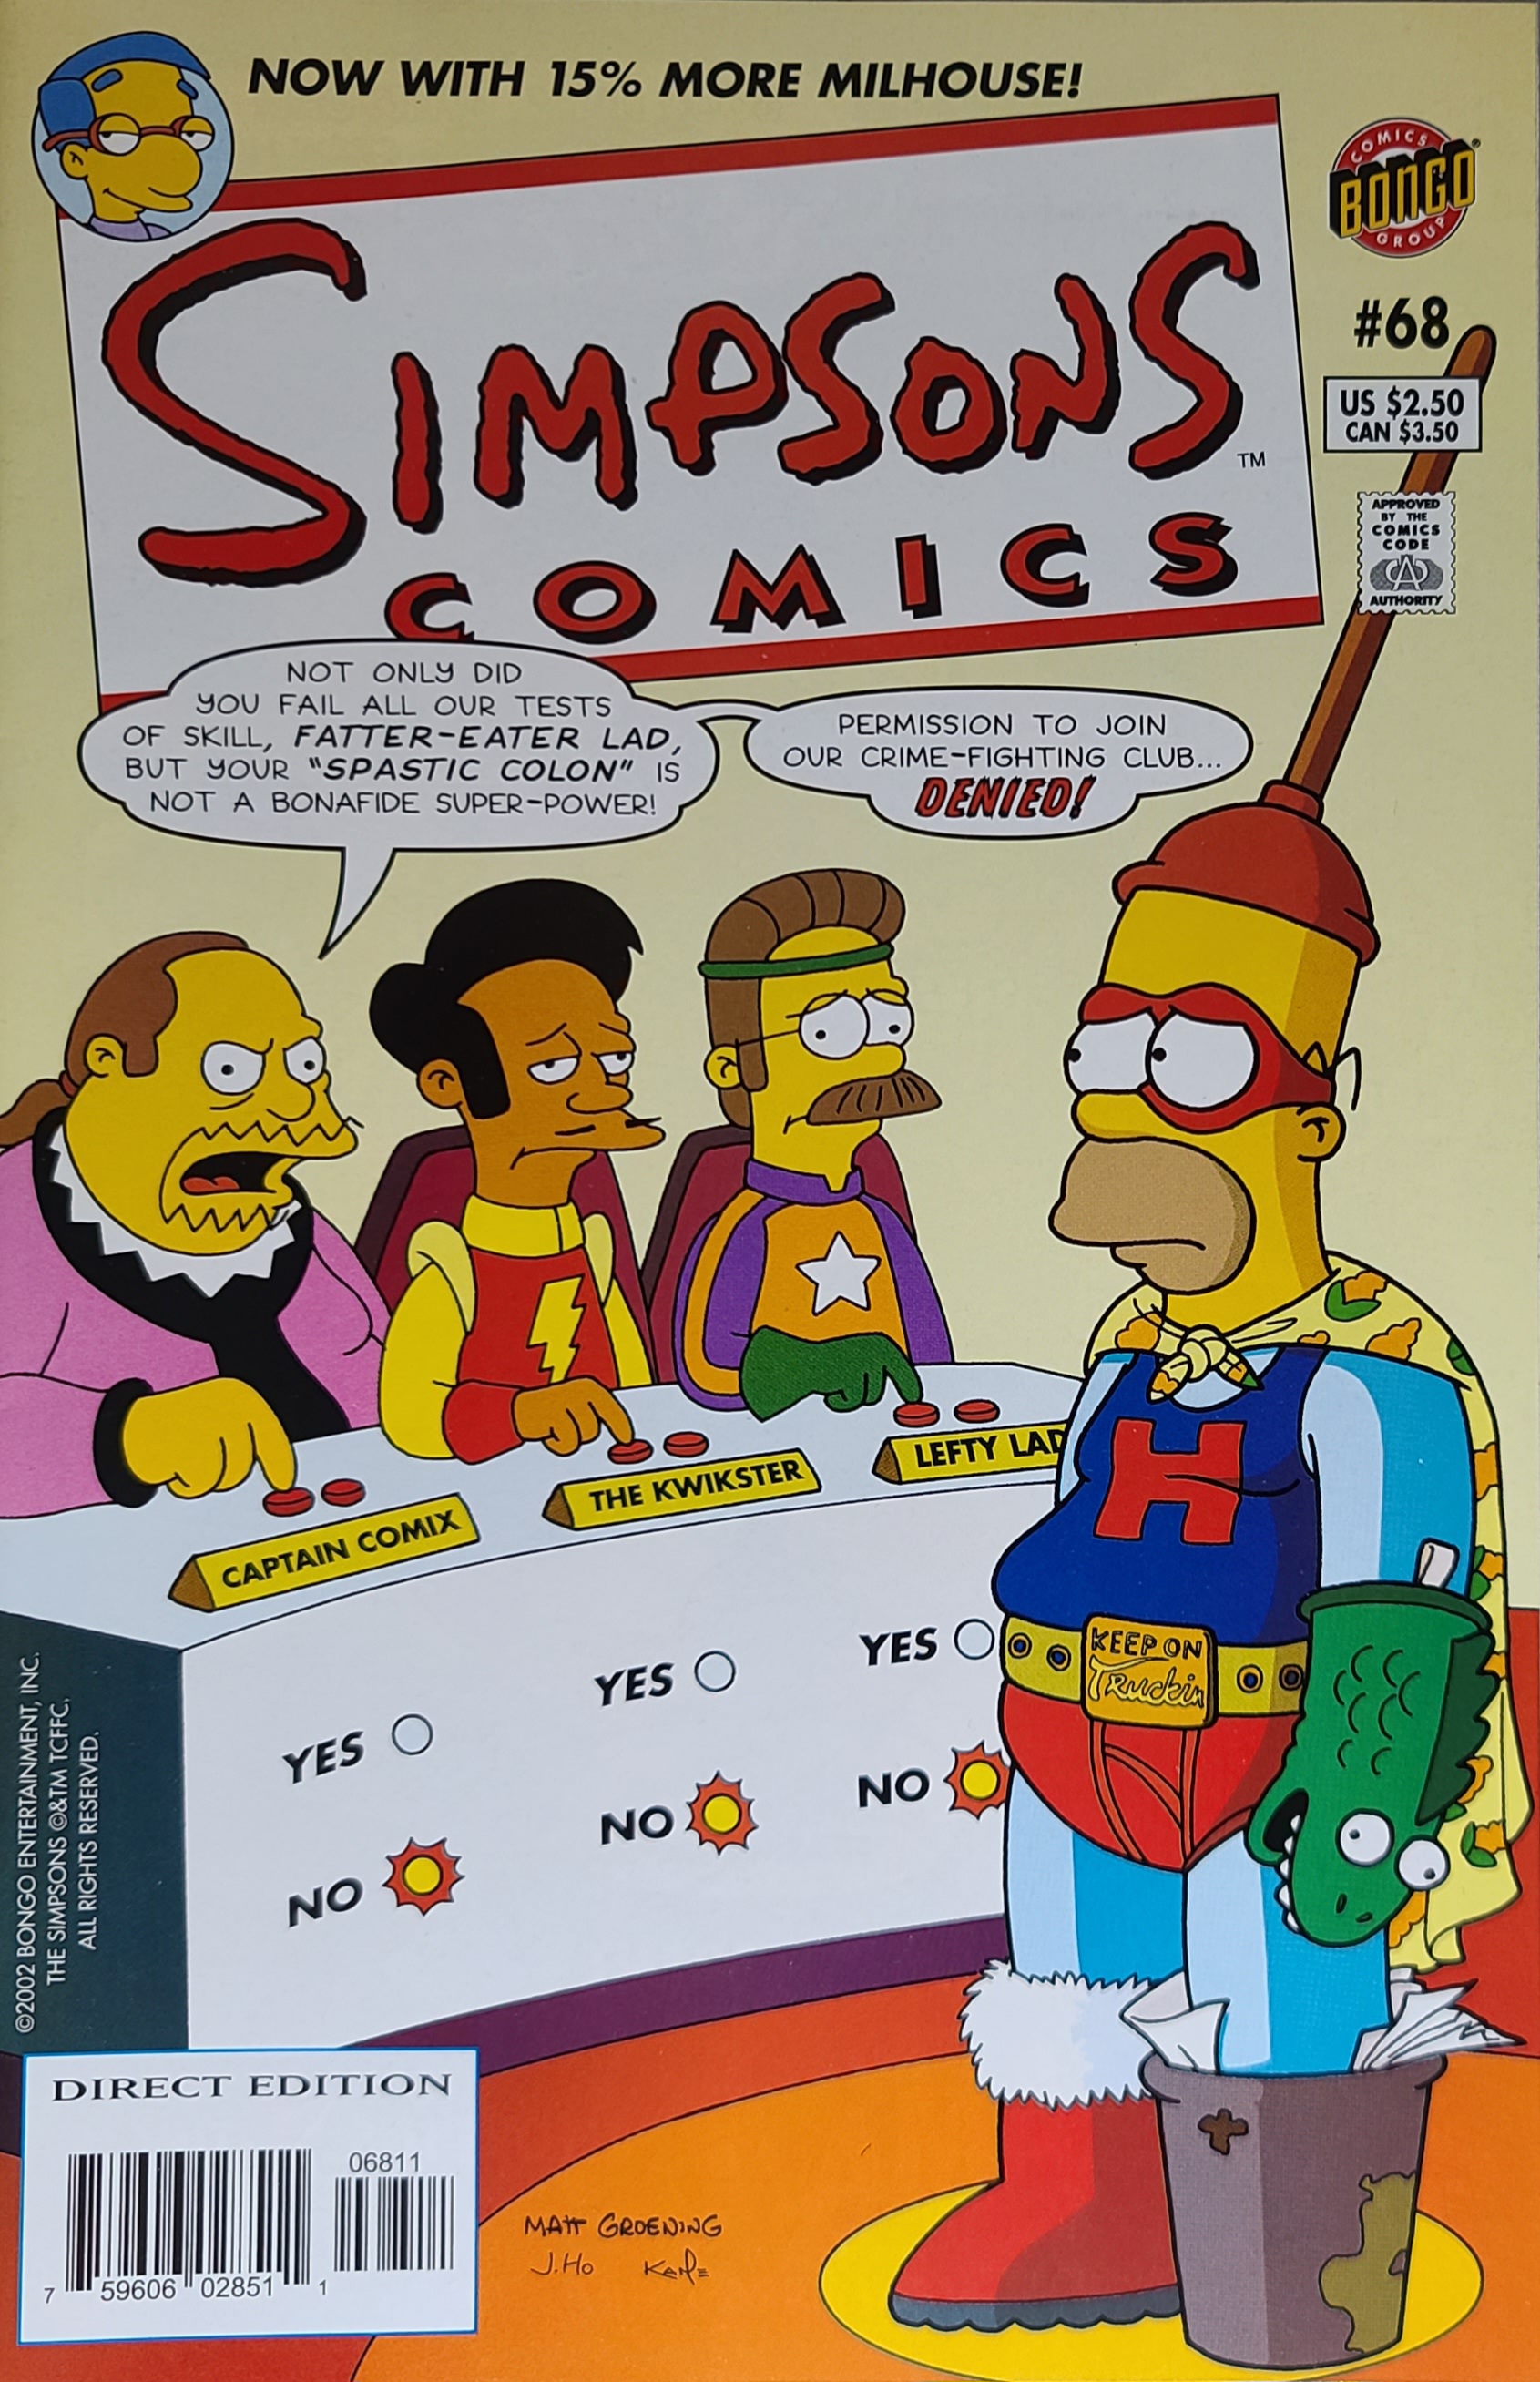 NOW WITH 15% MORE MILHOUSE!
COMICS
BONGO
GROUP
®
SIMPSONS
TM
COMICS
#68
US $2.50
CAN $3.50
APPROVED
BY THE
COMICS
CODE
CA
AUTHORITY
NOT ONLY DID
YOU FAIL ALL OUR TESTS
OF SKILL, FATTER-EATER LAD,
BUT YOUR "SPASTIC COLON" IS
NOT A BONAFIDE SUPER-POWER!
PERMISSION TO JOIN
OUR CRIME-FIGHTING CLUB...
DENIED!
CAPTAIN COMIX
THE KWIKSTER
LEFTY LAD
H
KEEP ON
Truckin
YES
NO
YES
NO
YES
NO
©2002 BONGO ENTERTAINMENT, INC.
THE SIMPSONS ©&TM TCFFC.
ALL RIGHTS RESERVED.
DIRECT EDITION
06811
7 59606 02851 1
MATT GROENING
J. HO